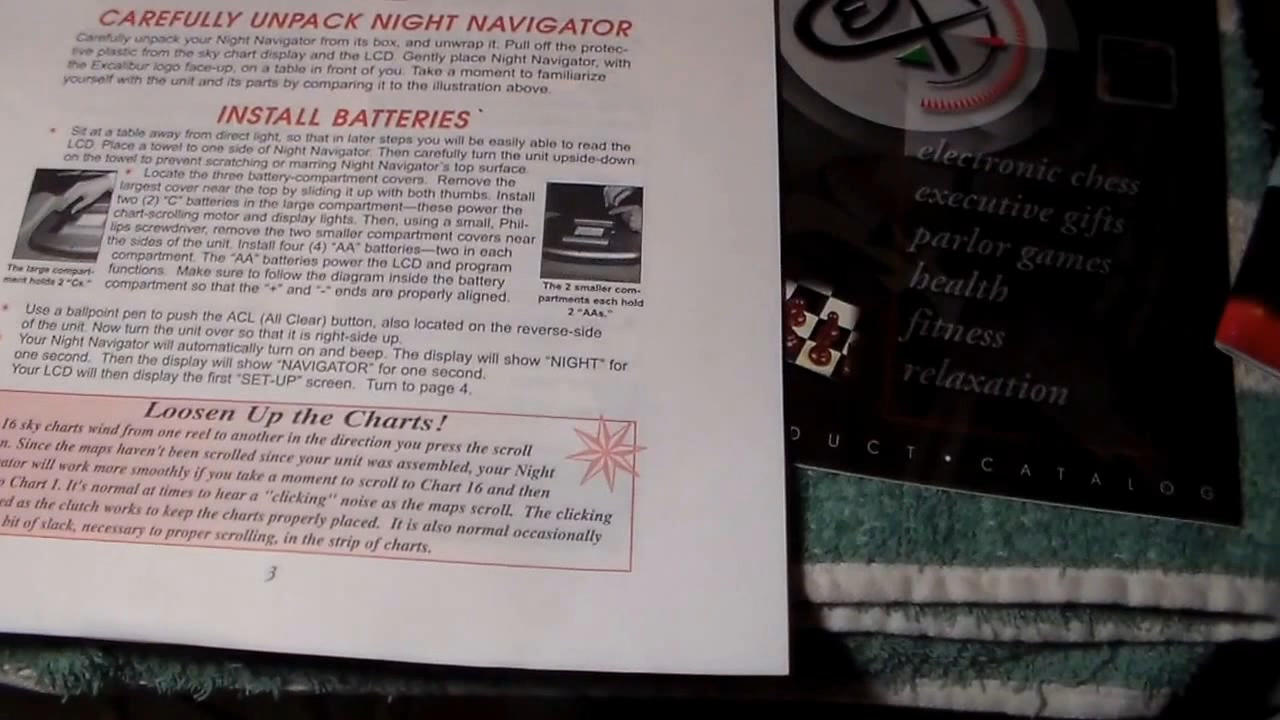 CAREFULLY UNPACK NIGHT NAVIGATOR
Carefully unpack your Night Navigator from its box, and unwrap it. Pull off the protec-
tive plastic from the sky chart display and the LCD. Gently place Night Navigator, with
the Excalibur logo face-up, on a table in front of you. Take a moment to familiarize
yourself with the unit and its parts by comparing it to the illustration above.
INSTALL BATTERIES
Sit at a table away from direct light, so that in later steps you will be easily able to read the
LCD. Place a towel to one side of Night Navigator. Then carefully turn the unit upside-down
on the towel to prevent scratching or marring Night Navigator's top surface.
Locate the three battery-compartment covers. Remove the
largest cover near the top by sliding it up with both thumbs. Install
two (2) "C" batteries in the large compartment—these power the
chart-scrolling motor and display lights. Then, using a small, Phil-
lips screwdriver, remove the two smaller compartment covers near
the sides of the unit. Install four (4) "AA" batteries—two in each
compartment. The "AA" batteries power the LCD and program
functions. Make sure to follow the diagram inside the battery
compartment so that the "+" and "-" ends are properly aligned.
The large compart-
ment holds 2 "Cs."
The 2 smaller com-
partments each hold
2 "AAs."
Use a ballpoint pen to push the ACL (All Clear) button, also located on the reverse-side
of the unit. Now turn the unit over so that it is right-side up.
Your Night Navigator will automatically turn on and beep. The display will show "NIGHT" for
one second. Then the display will show "NAVIGATOR" for one second.
Your LCD will then display the first "SET-UP" screen. Turn to page 4.
Loosen Up the Charts!
16 sky charts wind from one reel to another in the direction you press the scroll
n. Since the maps haven't been scrolled since your unit was assembled, your Night
ator will work more smoothly if you take a moment to scroll to Chart 16 and then
o Chart 1. It's normal at times to hear a "clicking" noise as the maps scroll. The clicking
ed as the clutch works to keep the charts properly placed. It is also normal occasionally
bit of slack, necessary to proper scrolling, in the strip of charts.
3
electronic chess
executive gifts
parlor games
health
fitness
relaxation
DUCT • CATALOG